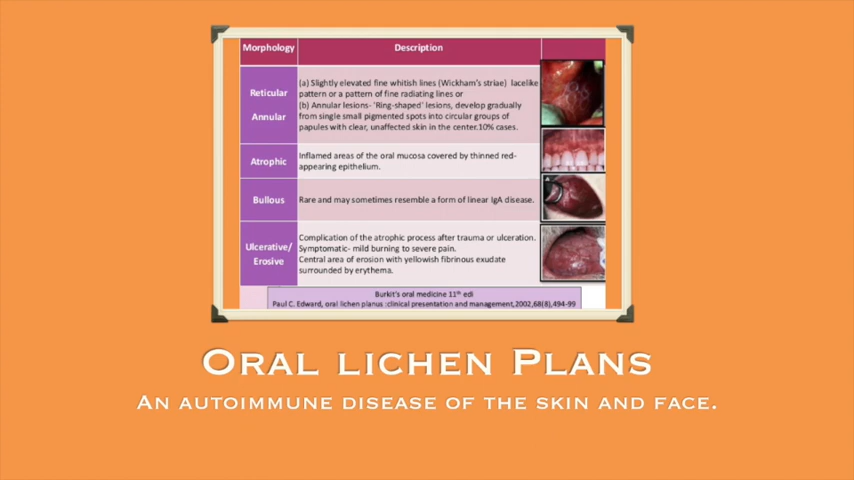 Morphology Description
Reticular
Annular
(a) Slightly elevated fine whitish lines (Wickham's striae) lacelike
pattern or a pattern of fine radiating lines or
(b) Annular lesions- 'Ring-shaped' lesions, develop gradually
from single small pigmented spots into circular groups of
papules with clear, unaffected skin in the center.10% cases.
Atrophic
Inflamed areas of the oral mucosa covered by thinned red-
appearing epithelium.
Bullous
Rare and may sometimes resemble a form of linear IgA disease.
Ulcerative/
Erosive
Complication of the atrophic process after trauma or ulceration.
Symptomatic- mild burning to severe pain.
Central area of erosion with yellowish fibrinous exudate
surrounded by erythema.
Burkit's oral medicine 11th edi
Paul C. Edward, oral lichen planus :clinical presentation and management,2002,68(8),494-99
Oral lichen Plans
An autoimmune disease of the skin and face.